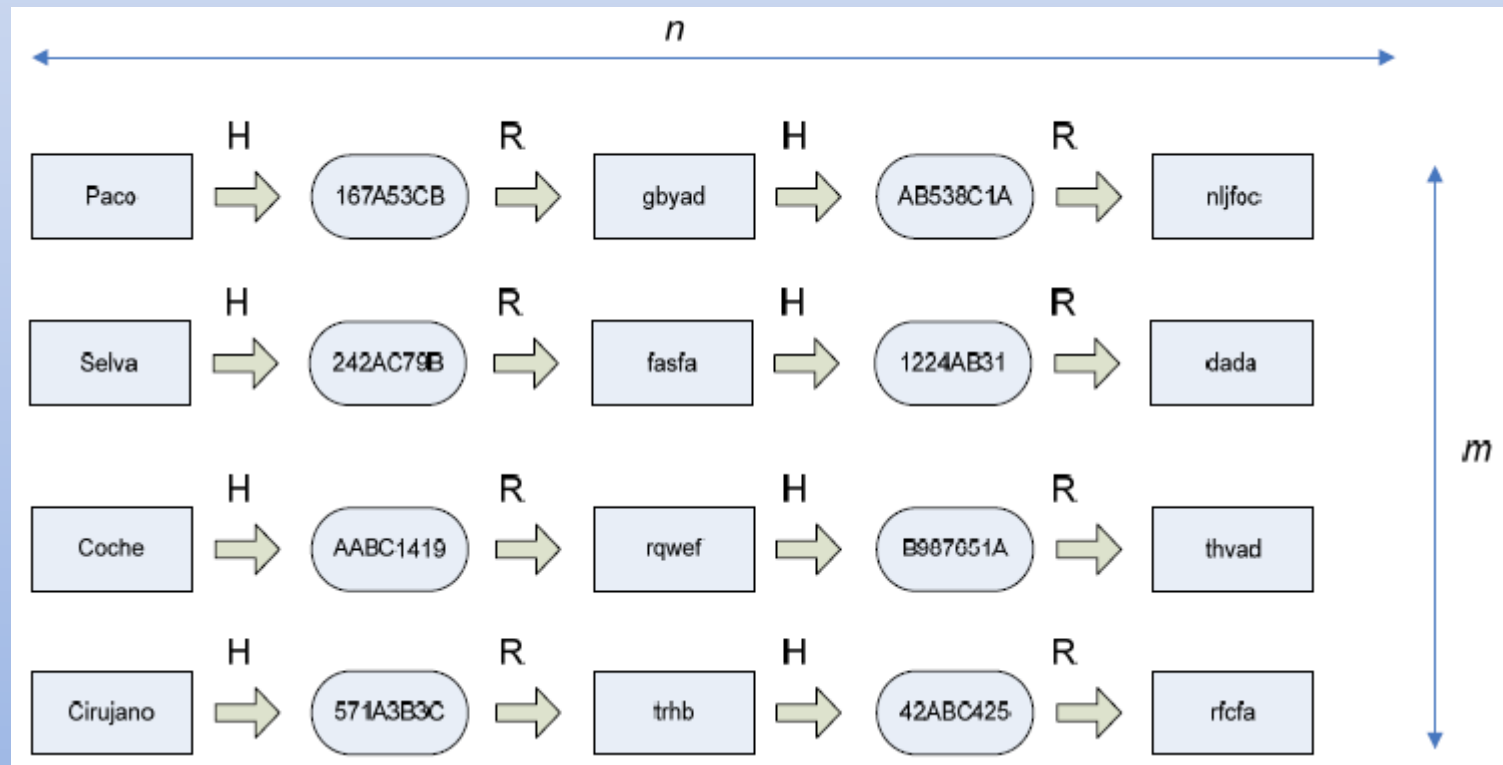 n
H R H R
Paco 167A53CB gbyad AB538C1A nljfoc
H R H R
Selva 242AC79B fasfa 1224AB31 dada
m
H R H R
Coche AABC1419 rqwef B987651A thvad
H R H R
Cirujano 571A3B3C trhb 42ABC425 rfcfa